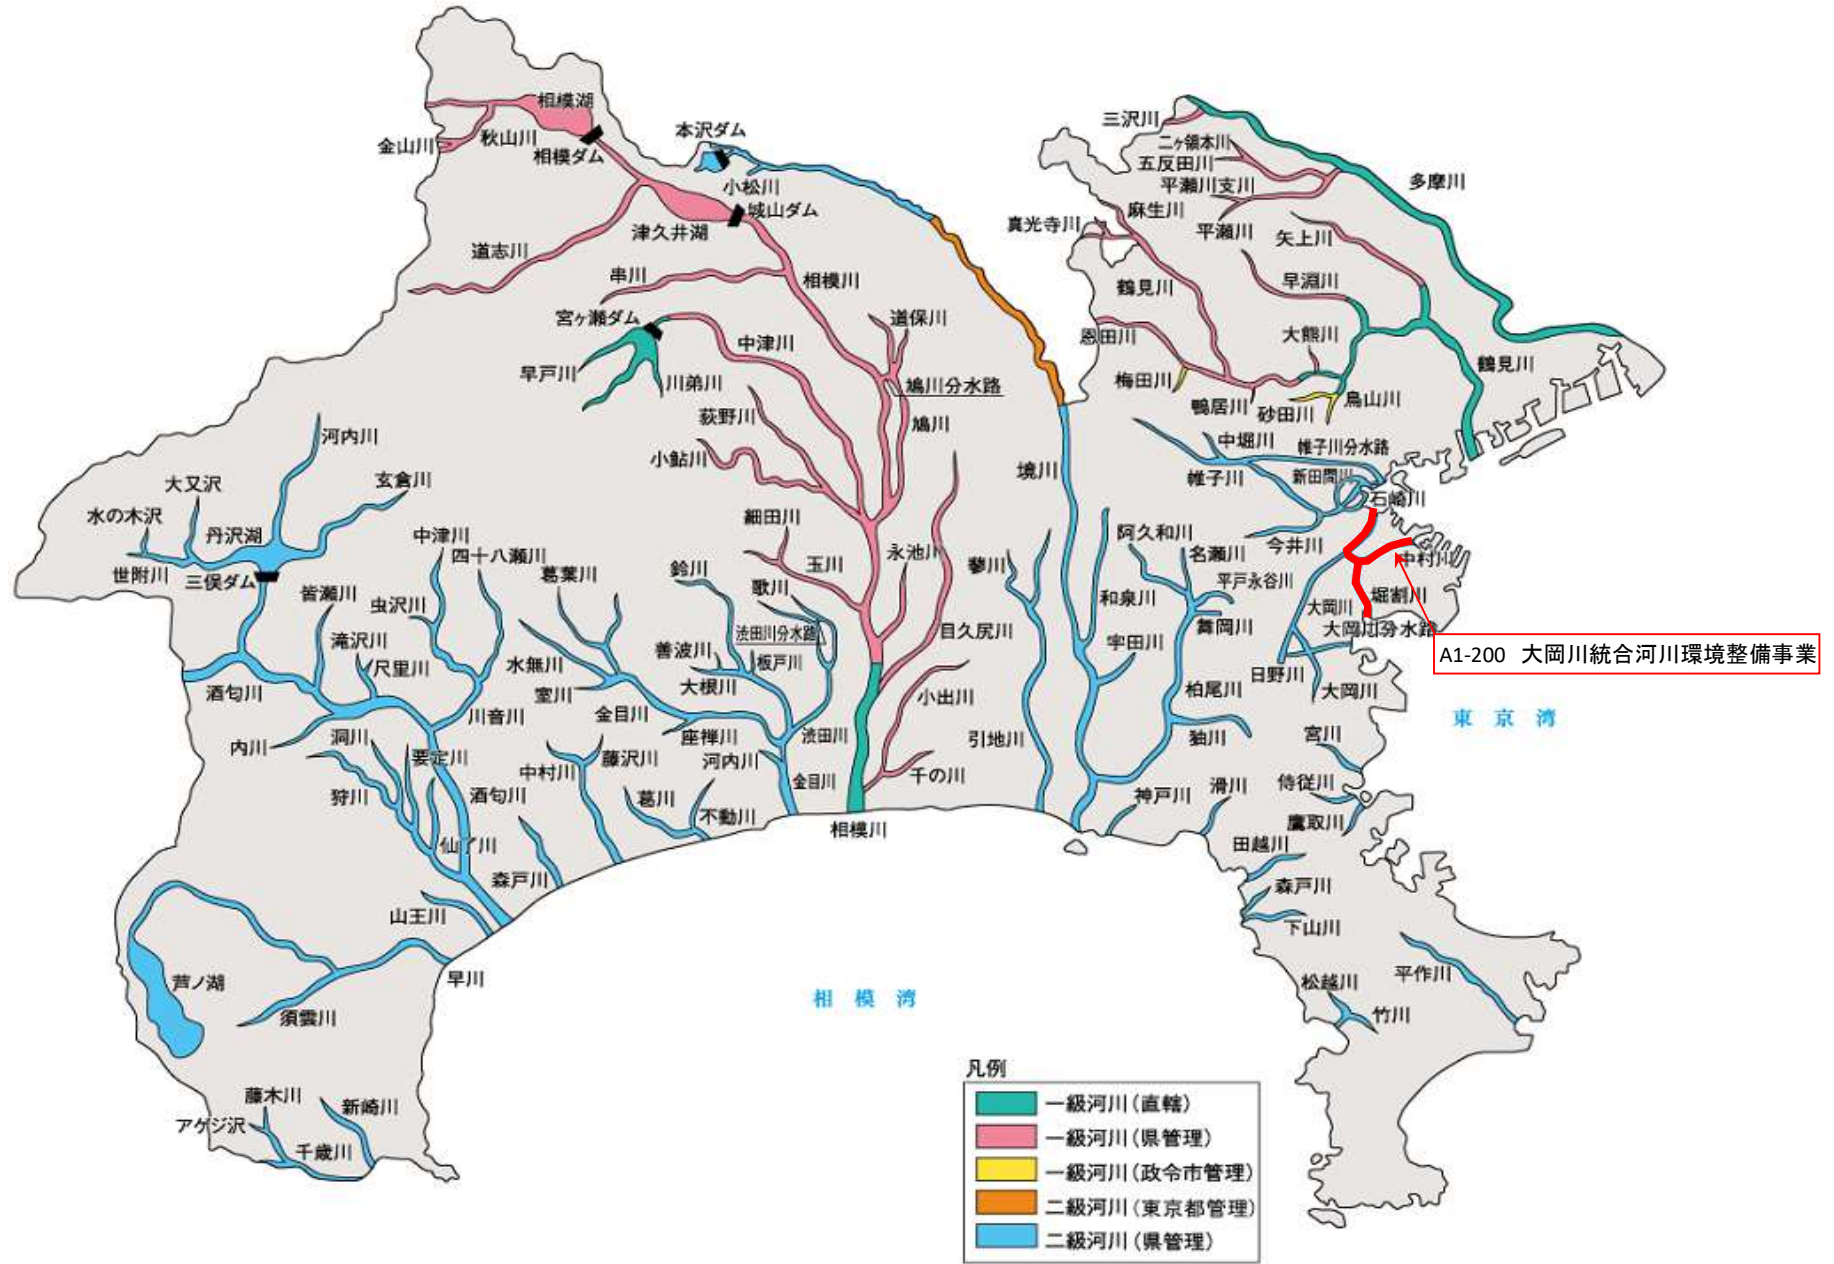 相模湖
金山川
秋山川
相模ダム
本沢ダム
小松川
城山ダム
津久井湖
道志川
串川
相模川
宮ヶ瀬ダム
早戸川
川弟川
中津川
道保川
鳩川分水路
鳩川
荻野川
小鮎川
三沢川
二ヶ領本川
五反田川
平瀬川支川
多摩川
麻生川
真光寺川
平瀬川
矢上川
鶴見川
早淵川
恩田川
大熊川
鶴見川
梅田川
鴨居川
砂田川
鳥山川
中堀川
帷子川分水路
帷子川
新田間川
石崎川
今井川
中村川
堀割川
大岡川
大岡川分水路
A1-200 大岡川統合河川環境整備事業
平戸永谷川
日野川
大岡川
東京湾
河内川
大又沢
玄倉川
水の木沢
丹沢湖
世附川
三保ダム
中津川
四十八瀬川
皆瀬川
虫沢川
滝沢川
尺里川
酒匂川
内川
川音川
洞川
要定川
狩川
酒匂川
仙了川
葛葉川
水無川
室川
金目川
鈴川
歌川
渋田川分水路
善波川
板戸川
大根川
座禅川
渋田川
河内川
金目川
細田川
玉川
永池川
目久尻川
小出川
千の川
相模川
中村川
藤沢川
葛川
不動川
森戸川
山王川
早川
芦ノ湖
須雲川
藤木川
アゲジ沢
千歳川
新崎川
境川
蓼川
引地川
阿久和川
名瀬川
和泉川
舞岡川
宇田川
柏尾川
㹨川
神戸川
滑川
宮川
侍従川
鷹取川
田越川
森戸川
下山川
松越川
竹川
平作川
相模湾
凡例
一級河川(直轄)
一級河川(県管理)
一級河川(政令市管理)
二級河川(東京都管理)
二級河川(県管理)